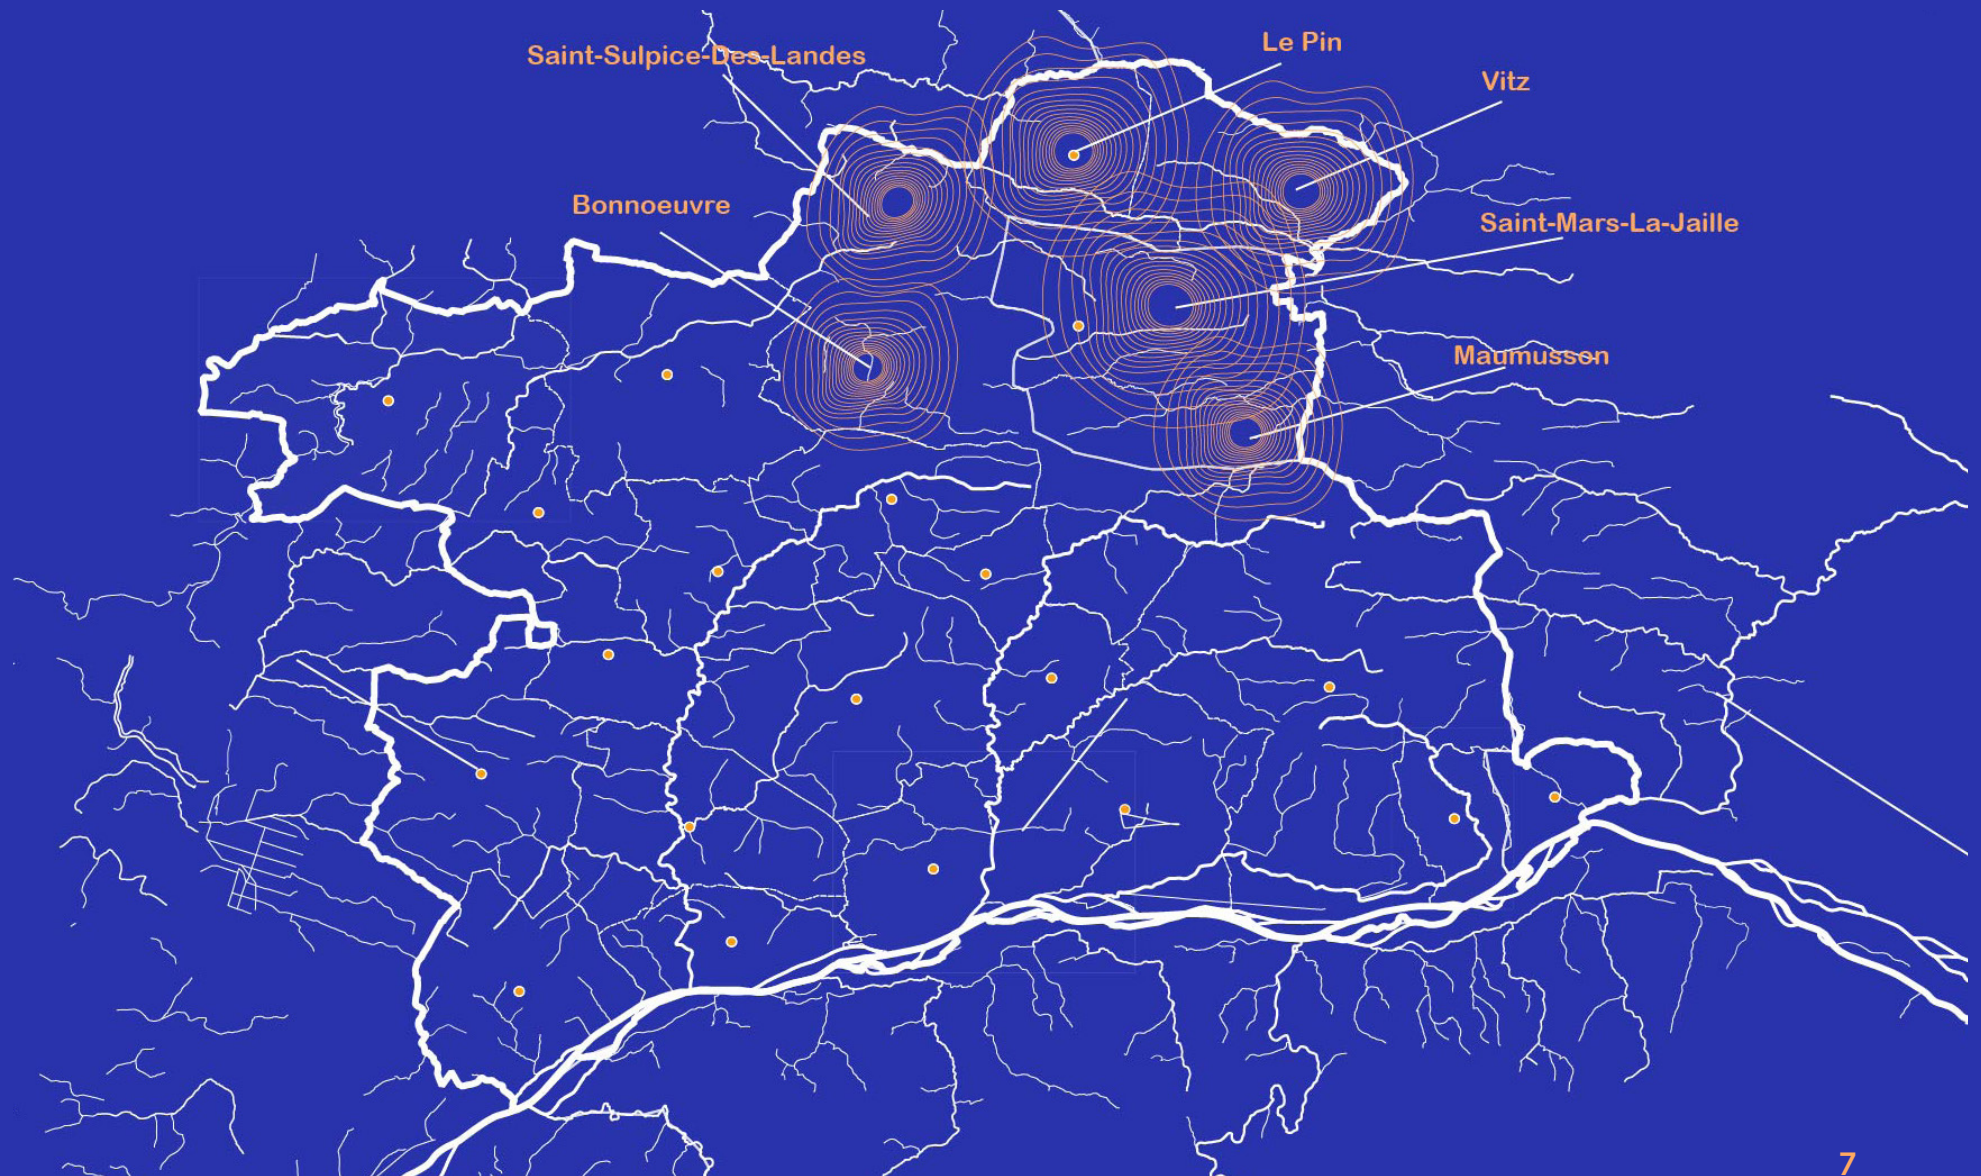 Le Pin
Saint-Sulpice-Des-Landes
Vitz
Bonnoeuvre
Saint-Mars-La-Jaille
Maumusson
7